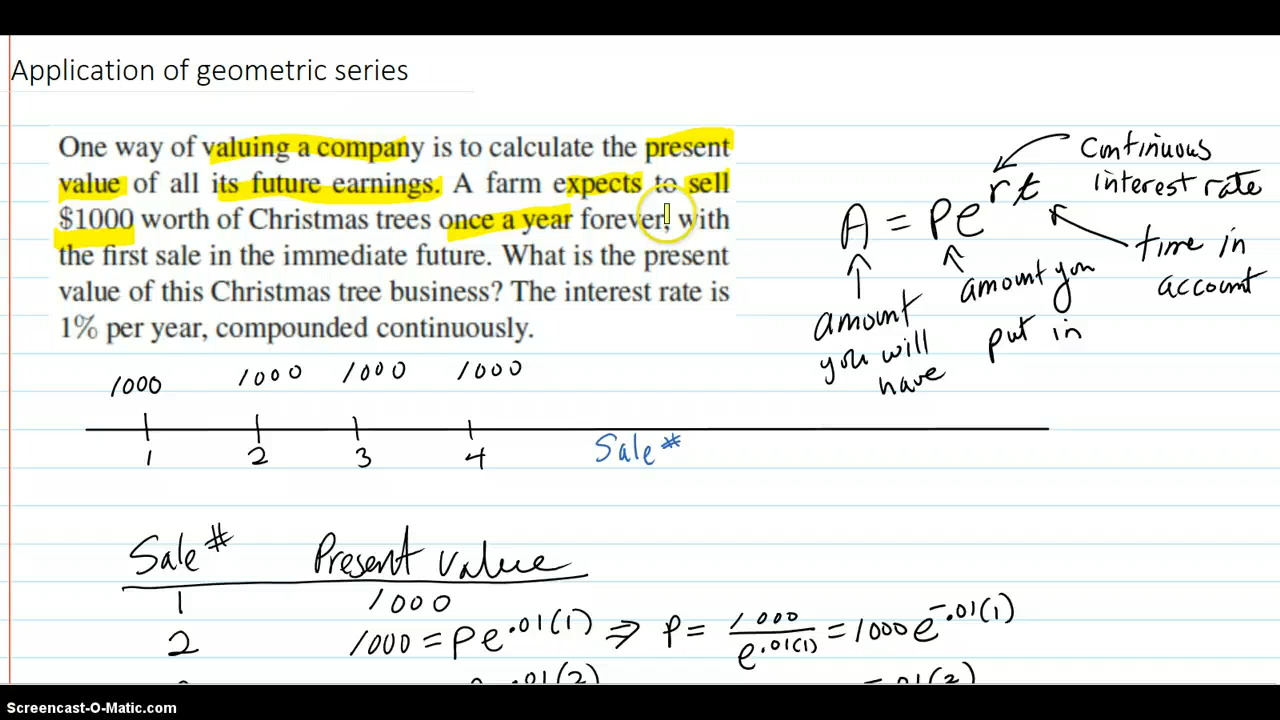 Application of geometric series
One way of valuing a company is to calculate the present
value of all its future earnings. A farm expects to sell
$1000 worth of Christmas trees once a year forever, with
the first sale in the immediate future. What is the present
value of this Christmas tree business? The interest rate is
1% per year, compounded continuously.
A = Pe^rt
continuous
interest rate
time in
account
amount you
put in
amount
you will
have
1000 1000 1000 1000
1 2 3 4 Sale #
Sale # Present value
1 1000
2 1000 = Pe^.01(1) ⇒ P = 1000/e^.01(1) = 1000e^-.01(1)
.01(2) -.01(2)
Screencast-O-Matic.com